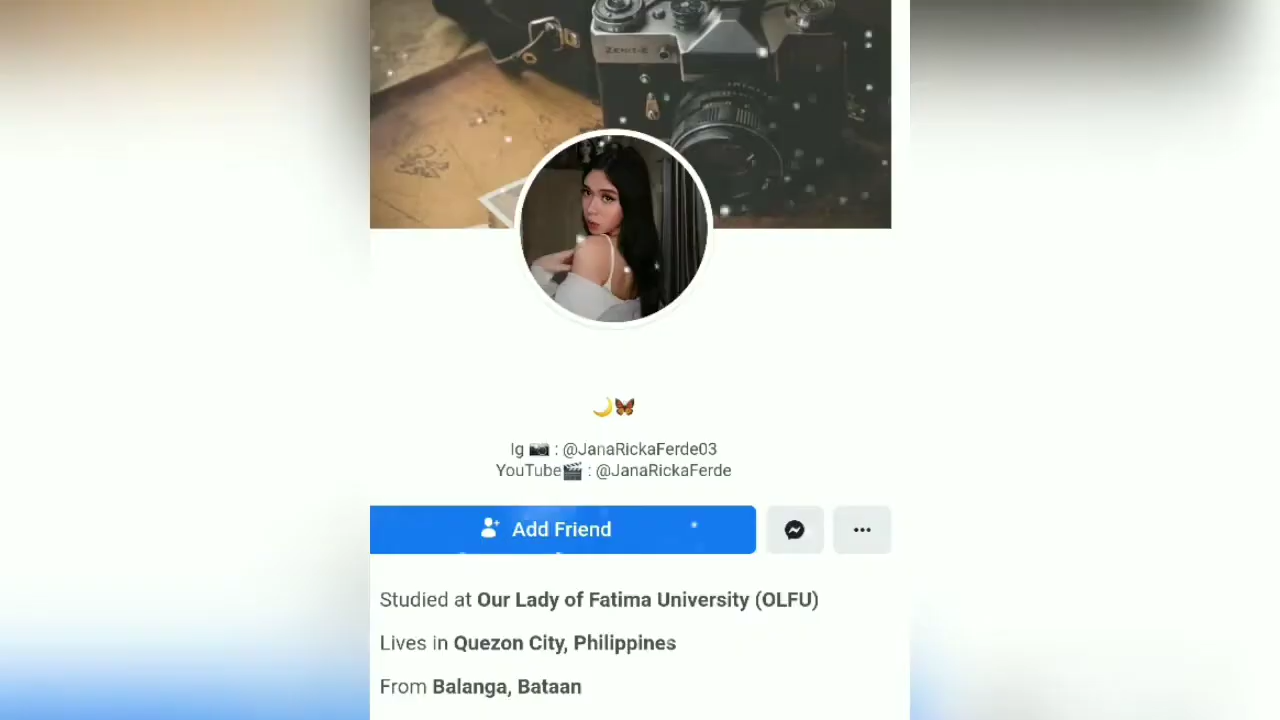 ZENIT-E
🌙🦋
Ig 📷 : @JanaRickaFerde03
YouTube🎬 : @JanaRickaFerde
Add Friend
Studied at Our Lady of Fatima University (OLFU)
Lives in Quezon City, Philippines
From Balanga, Bataan